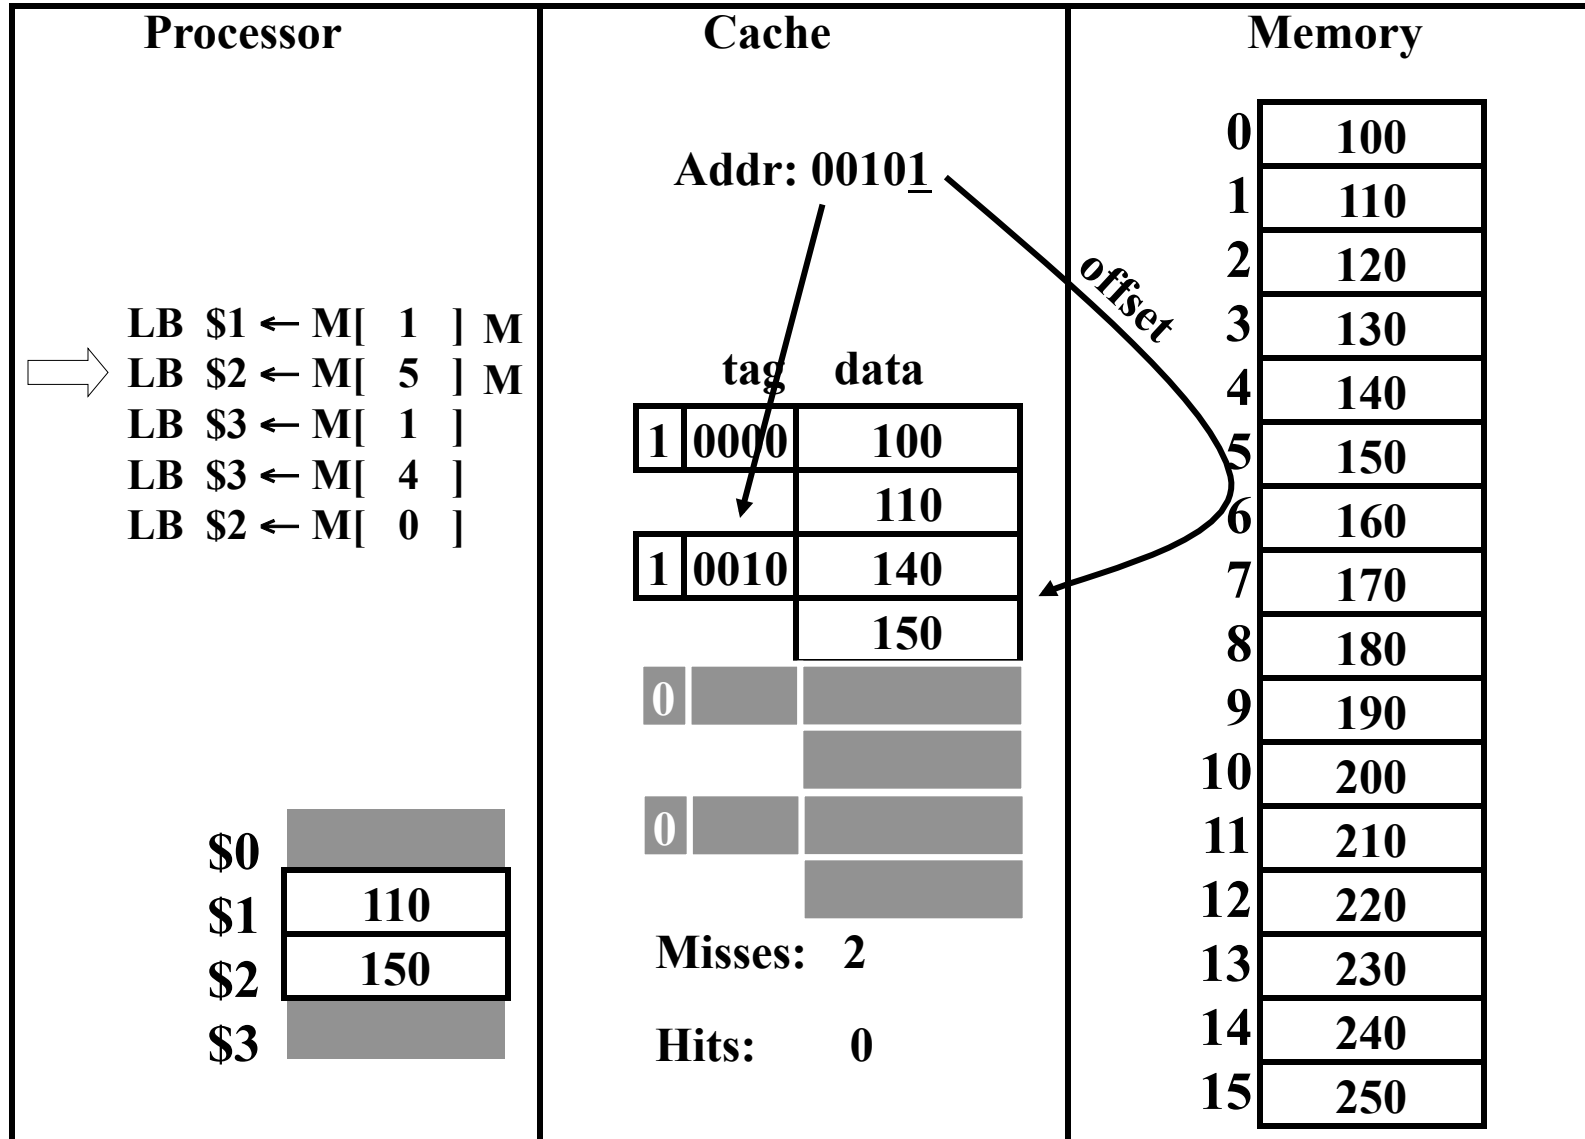 Processor
LB $1 ← M[ 1 ] M
LB $2 ← M[ 5 ] M
LB $3 ← M[ 1 ]
LB $3 ← M[ 4 ]
LB $2 ← M[ 0 ]
$0
$1 110
$2 150
$3
Cache
Addr: 00101
offset
tag data
1 0000 100
110
1 0010 140
150
0
0
Misses: 2
Hits: 0
Memory
0 100
1 110
2 120
3 130
4 140
5 150
6 160
7 170
8 180
9 190
10 200
11 210
12 220
13 230
14 240
15 250